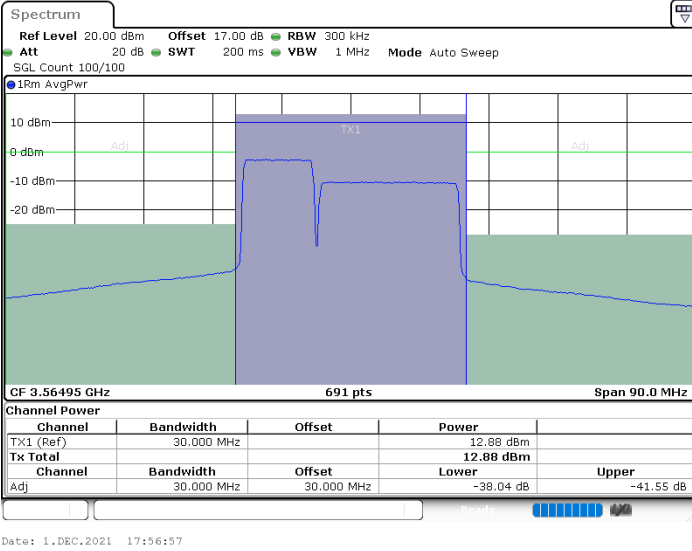 Spectrum
Ref Level 20.00 dBm Offset 17.00 dB RBW 300 kHz
Att 20 dB SWT 200 ms VBW 1 MHz Mode Auto Sweep
SGL Count 100/100
1Rm AvgPwr
10 dBm
TX1
Adj Adj
0 dBm
-10 dBm
-20 dBm
CF 3.56495 GHz 691 pts Span 90.0 MHz
Channel Power
Channel Bandwidth Offset Power
TX1 (Ref) 30.000 MHz 12.88 dBm
Tx Total 12.88 dBm
Channel Bandwidth Offset Lower Upper
Adj 30.000 MHz 30.000 MHz -38.04 dB -41.55 dB
Ready
Date: 1.DEC.2021 17:56:57